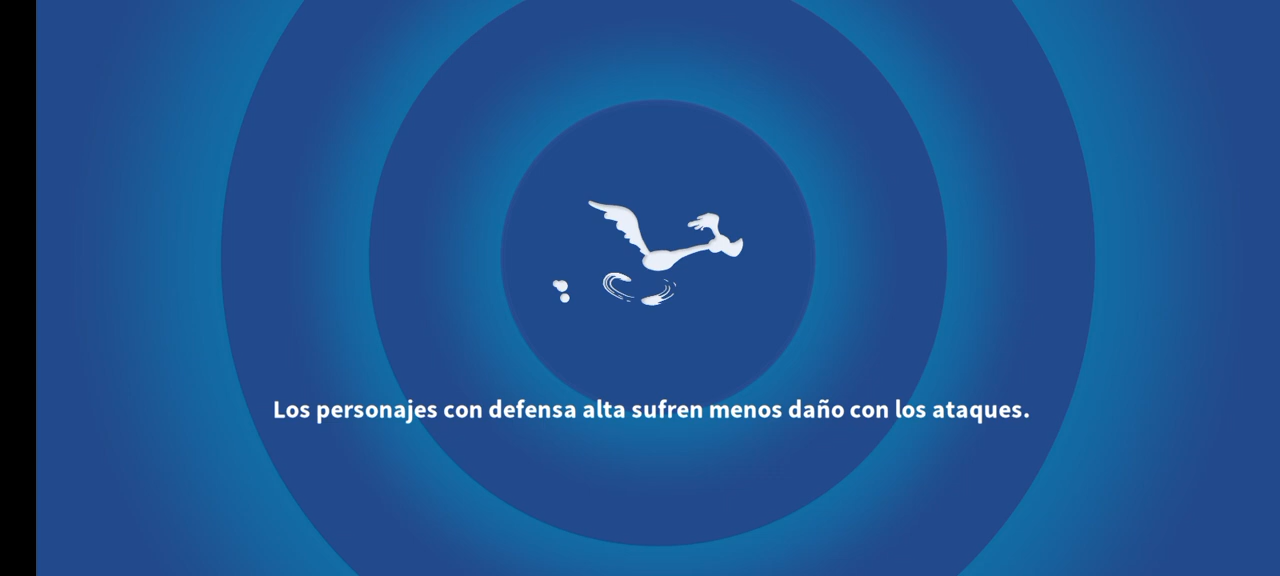 Los personajes con defensa alta sufren menos daño con los ataques.